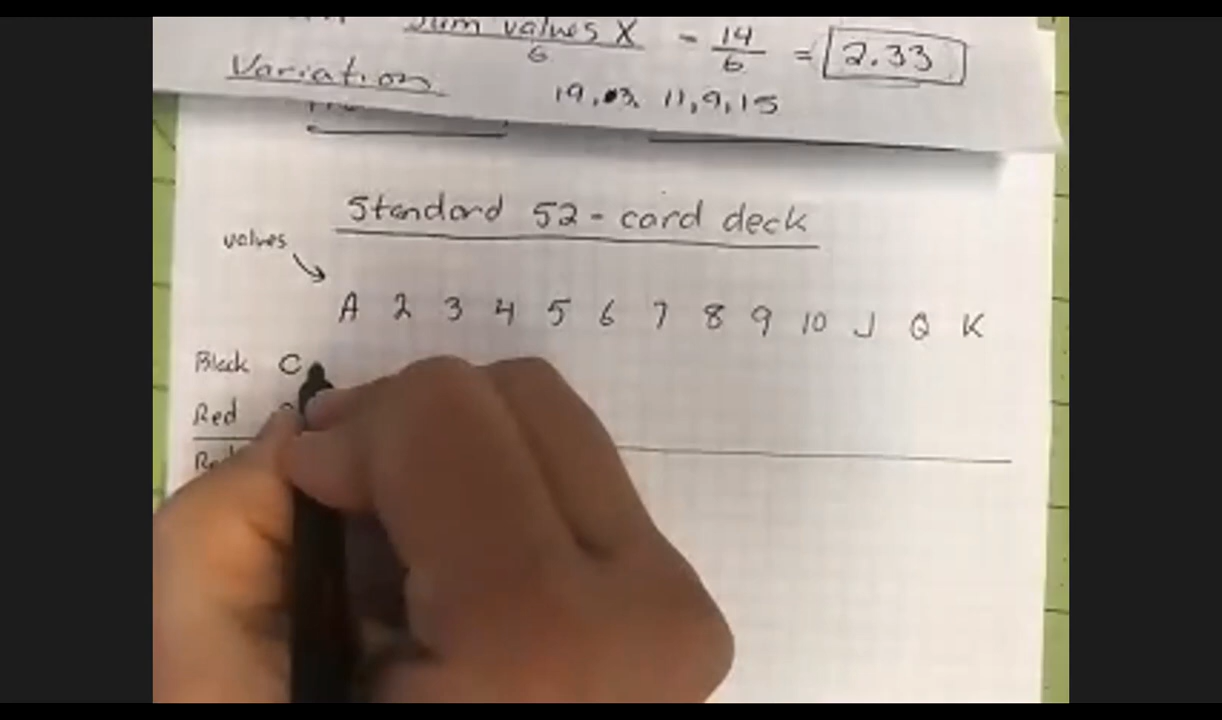 Sum values X - 14 = 2.33
6 6
Variation 19, 13, 11, 9, 15
Standard 52 - card deck
values
A 2 3 4 5 6 7 8 9 10 J Q K
Black C
Red